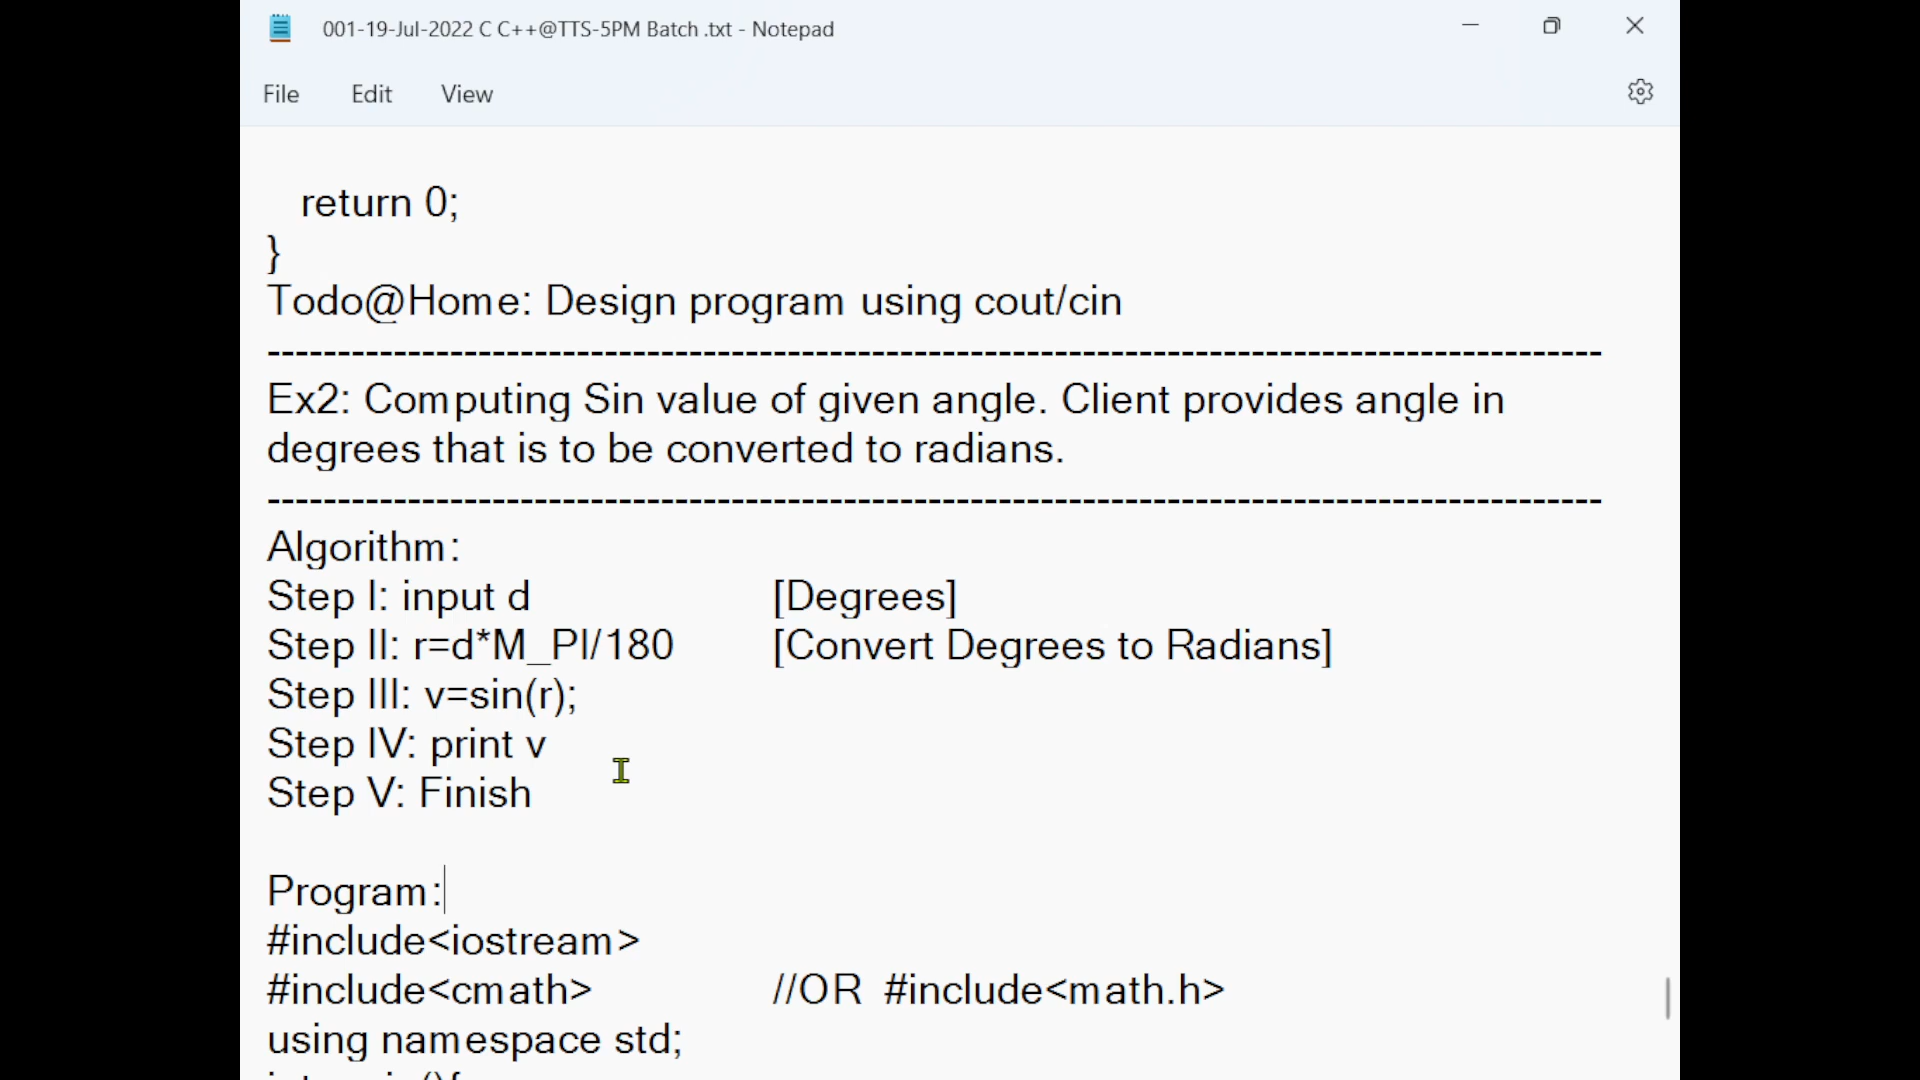 001-19-Jul-2022 C C++@TTS-5PM Batch .txt - Notepad
File Edit View
return 0;
}
Todo@Home: Design program using cout/cin
-----------------------------------------------------------------------------------------------
Ex2: Computing Sin value of given angle. Client provides angle in
degrees that is to be converted to radians.
-----------------------------------------------------------------------------------------------
Algorithm:
Step I: input d [Degrees]
Step II: r=d*M_PI/180 [Convert Degrees to Radians]
Step III: v=sin(r);
Step IV: print v
Step V: Finish
Program:
#include<iostream>
#include<cmath> //OR #include<math.h>
using namespace std;